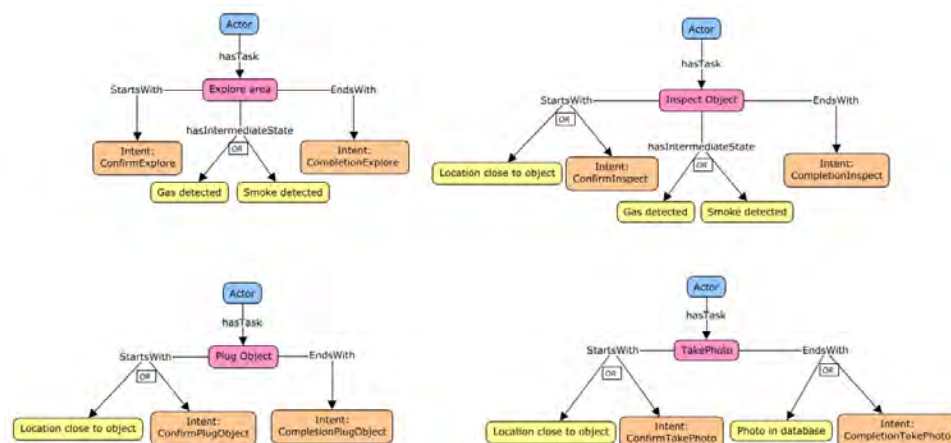 Actor
hasTask
Explore area
StartsWith
EndsWith
hasIntermediateState
OR
Intent:
ConfirmExplore
Intent:
CompletionExplore
Gas detected
Smoke detected
Actor
hasTask
Inspect Object
StartsWith
EndsWith
OR
hasIntermediateState
OR
Location close to object
Intent:
ConfirmInspect
Intent:
CompletionInspect
Gas detected
Smoke detected
Actor
hasTask
Plug Object
StartsWith
EndsWith
OR
Location close to object
Intent:
ConfirmPlugObject
Intent:
CompletionPlugObject
Actor
hasTask
TakePhoto
StartsWith
EndsWith
OR
OR
Location close to object
Intent:
ConfirmTakePhoto
Photo in database
Intent:
CompletionTakePhoto